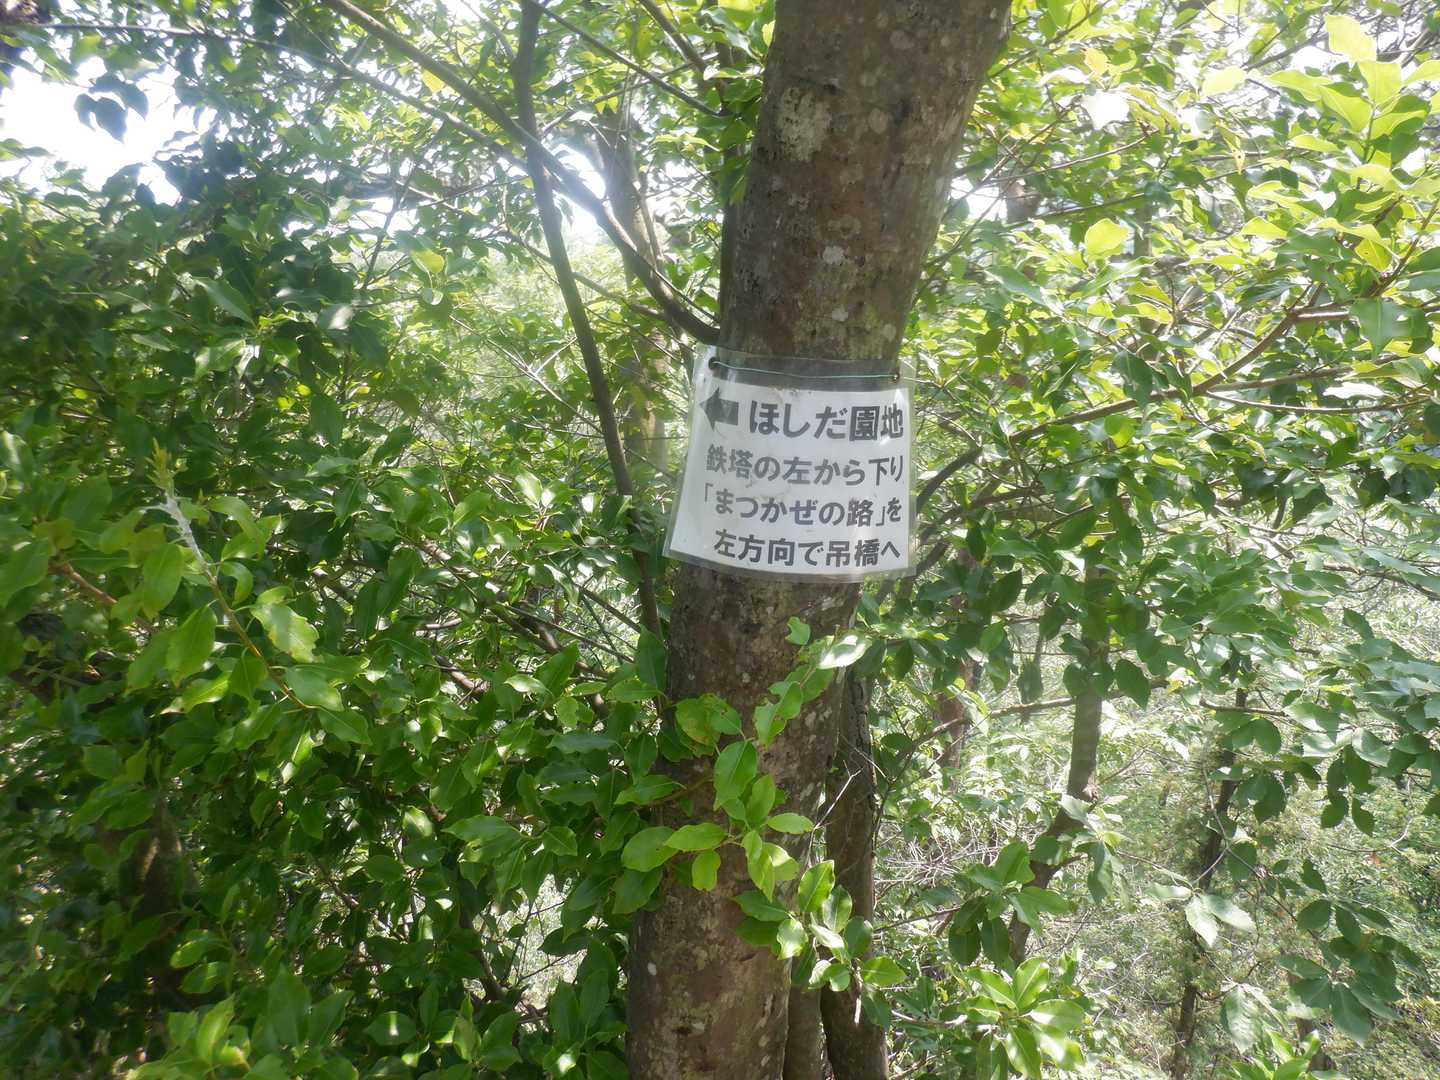 ← ほしだ園地
鉄塔の左から下り
「まつかぜの路」を
左方向で吊橋へ